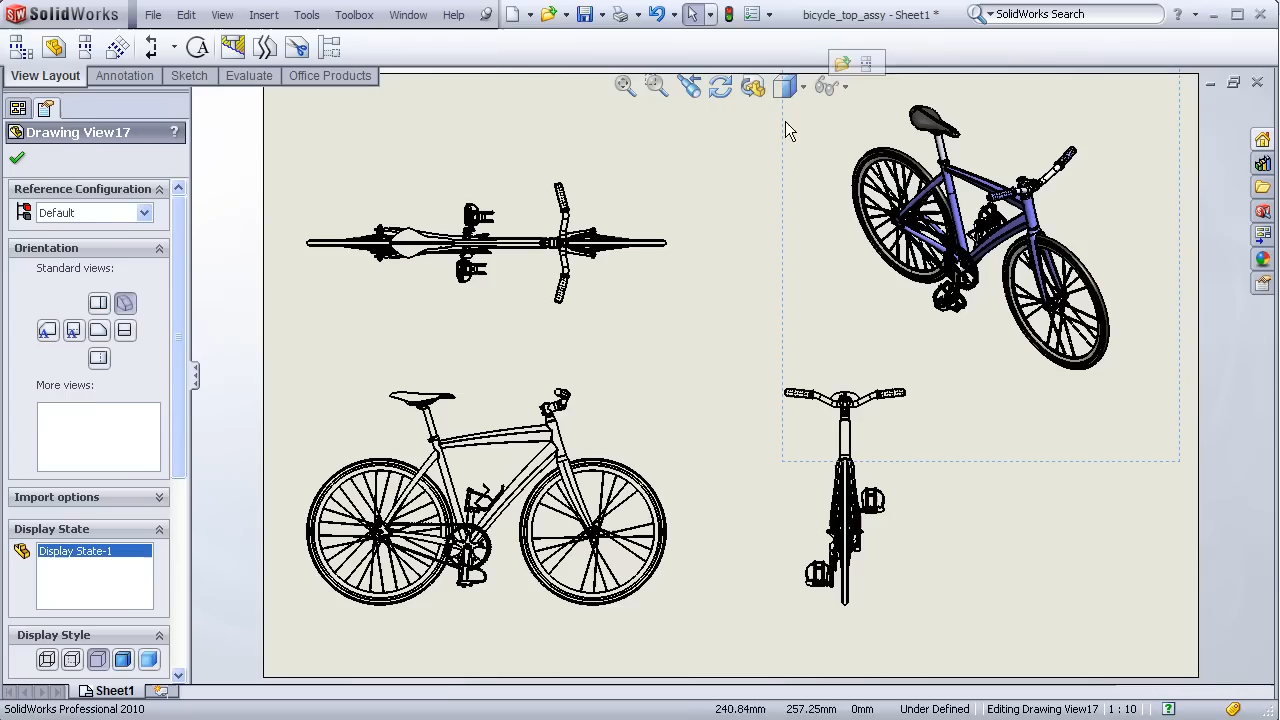 SolidWorks File Edit View Insert Tools Toolbox Window Help bicycle_top_assy - Sheet1 * SolidWorks Search ?
View Layout Annotat Sketch Evaluate Office Products
Drawing View17 ?
Reference Configuration
Default
Orientation
Standard views:
A A
More views:
Import options
Display State
Display State-1
Display Style
Sheet1
SolidWorks Professional 2010 240.84mm 257.25mm 0mm Under Defined Editing Drawing View17 1 : 10 ?